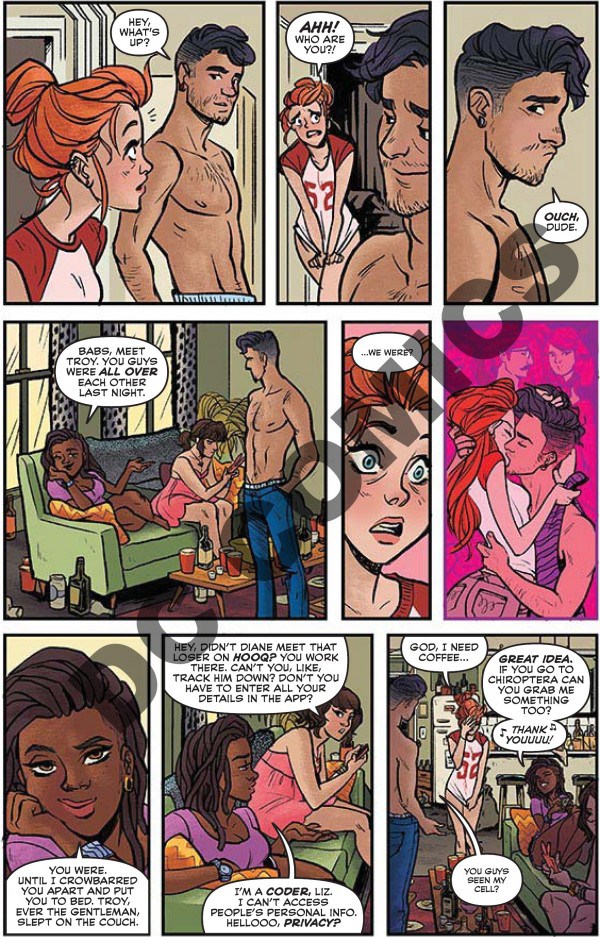 HEY,
WHAT'S
UP?
AHH!
WHO ARE
YOU?!
OUCH,
DUDE.
BABS, MEET
TROY. YOU GUYS
WERE ALL OVER
EACH OTHER
LAST NIGHT.
...WE WERE?
YOU WERE.
UNTIL I CROWBARRED
YOU APART AND PUT
YOU TO BED. TROY,
EVER THE GENTLEMAN,
SLEPT ON THE COUCH.
HEY, DIDN'T DIANE MEET THAT
LOSER ON HOOQ? YOU WORK
THERE. CAN'T YOU, LIKE,
TRACK HIM DOWN? DON'T YOU
HAVE TO ENTER ALL YOUR
DETAILS IN THE APP?
I'M A CODER, LIZ.
I CAN'T ACCESS
PEOPLE'S PERSONAL INFO.
HELLOOO, PRIVACY?
GOD, I NEED
COFFEE...
GREAT IDEA.
IF YOU GO TO
CHIROPTERA CAN
YOU GRAB ME
SOMETHING
TOO?
♪ THANK ♫
YOUUUU!
52
52
YOU GUYS
SEEN MY
CELL?